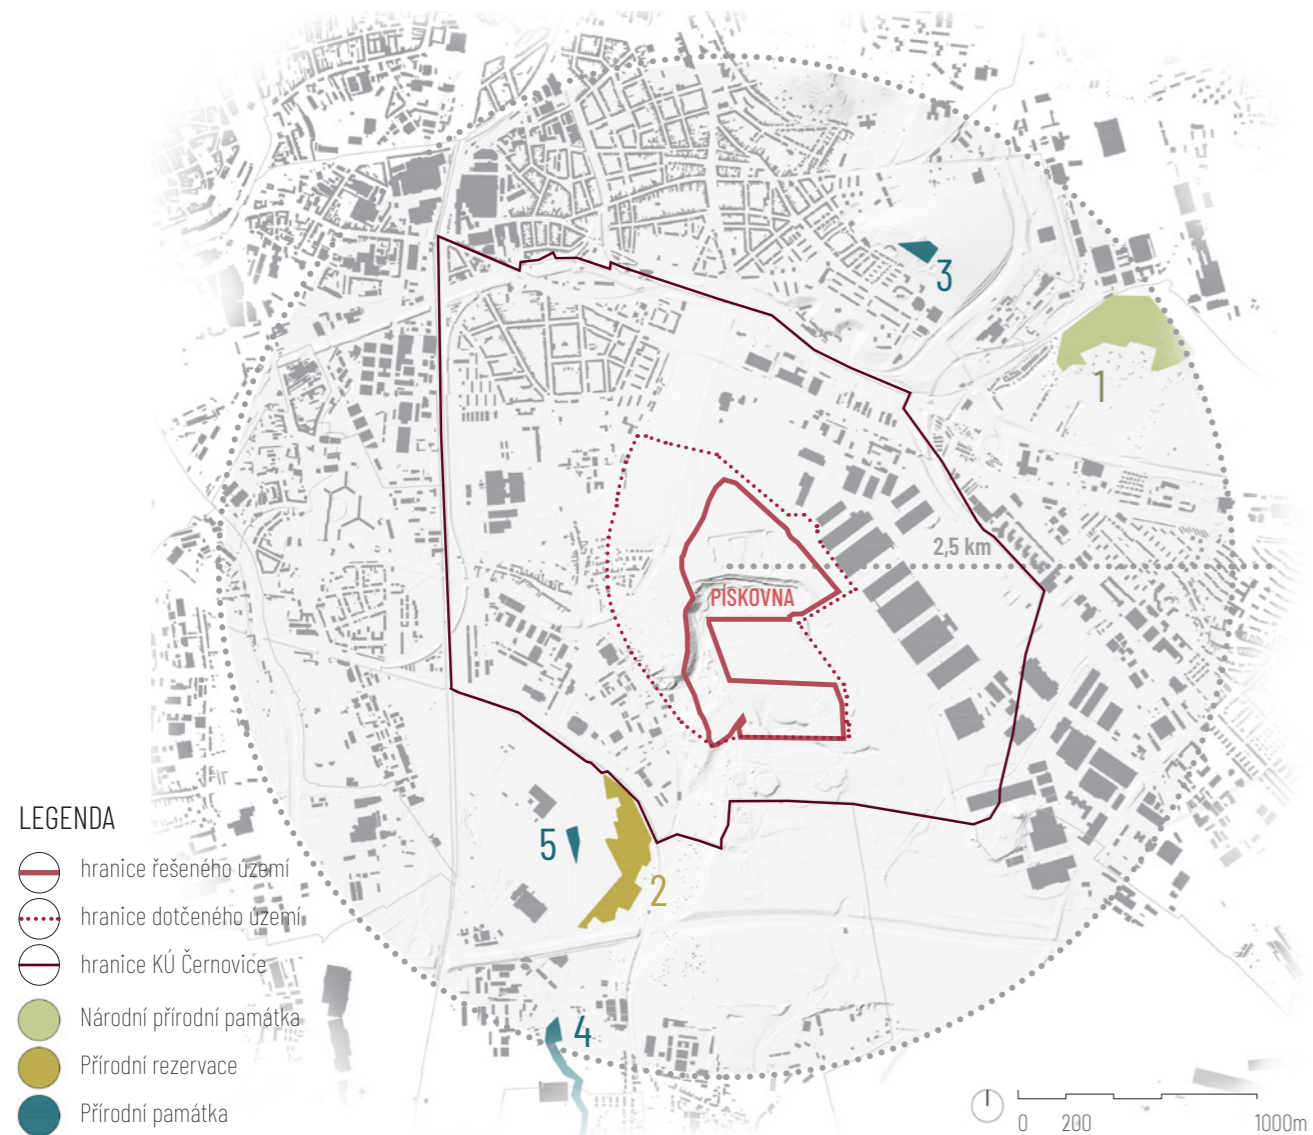 3
1
2,5 km
PÍSKOVNA
5
2
4
LEGENDA
hranice řešeného území
hranice dotčeného území
hranice KÚ Černovice
Národní přírodní památka
Přírodní rezervace
Přírodní památka
0 200 1000m